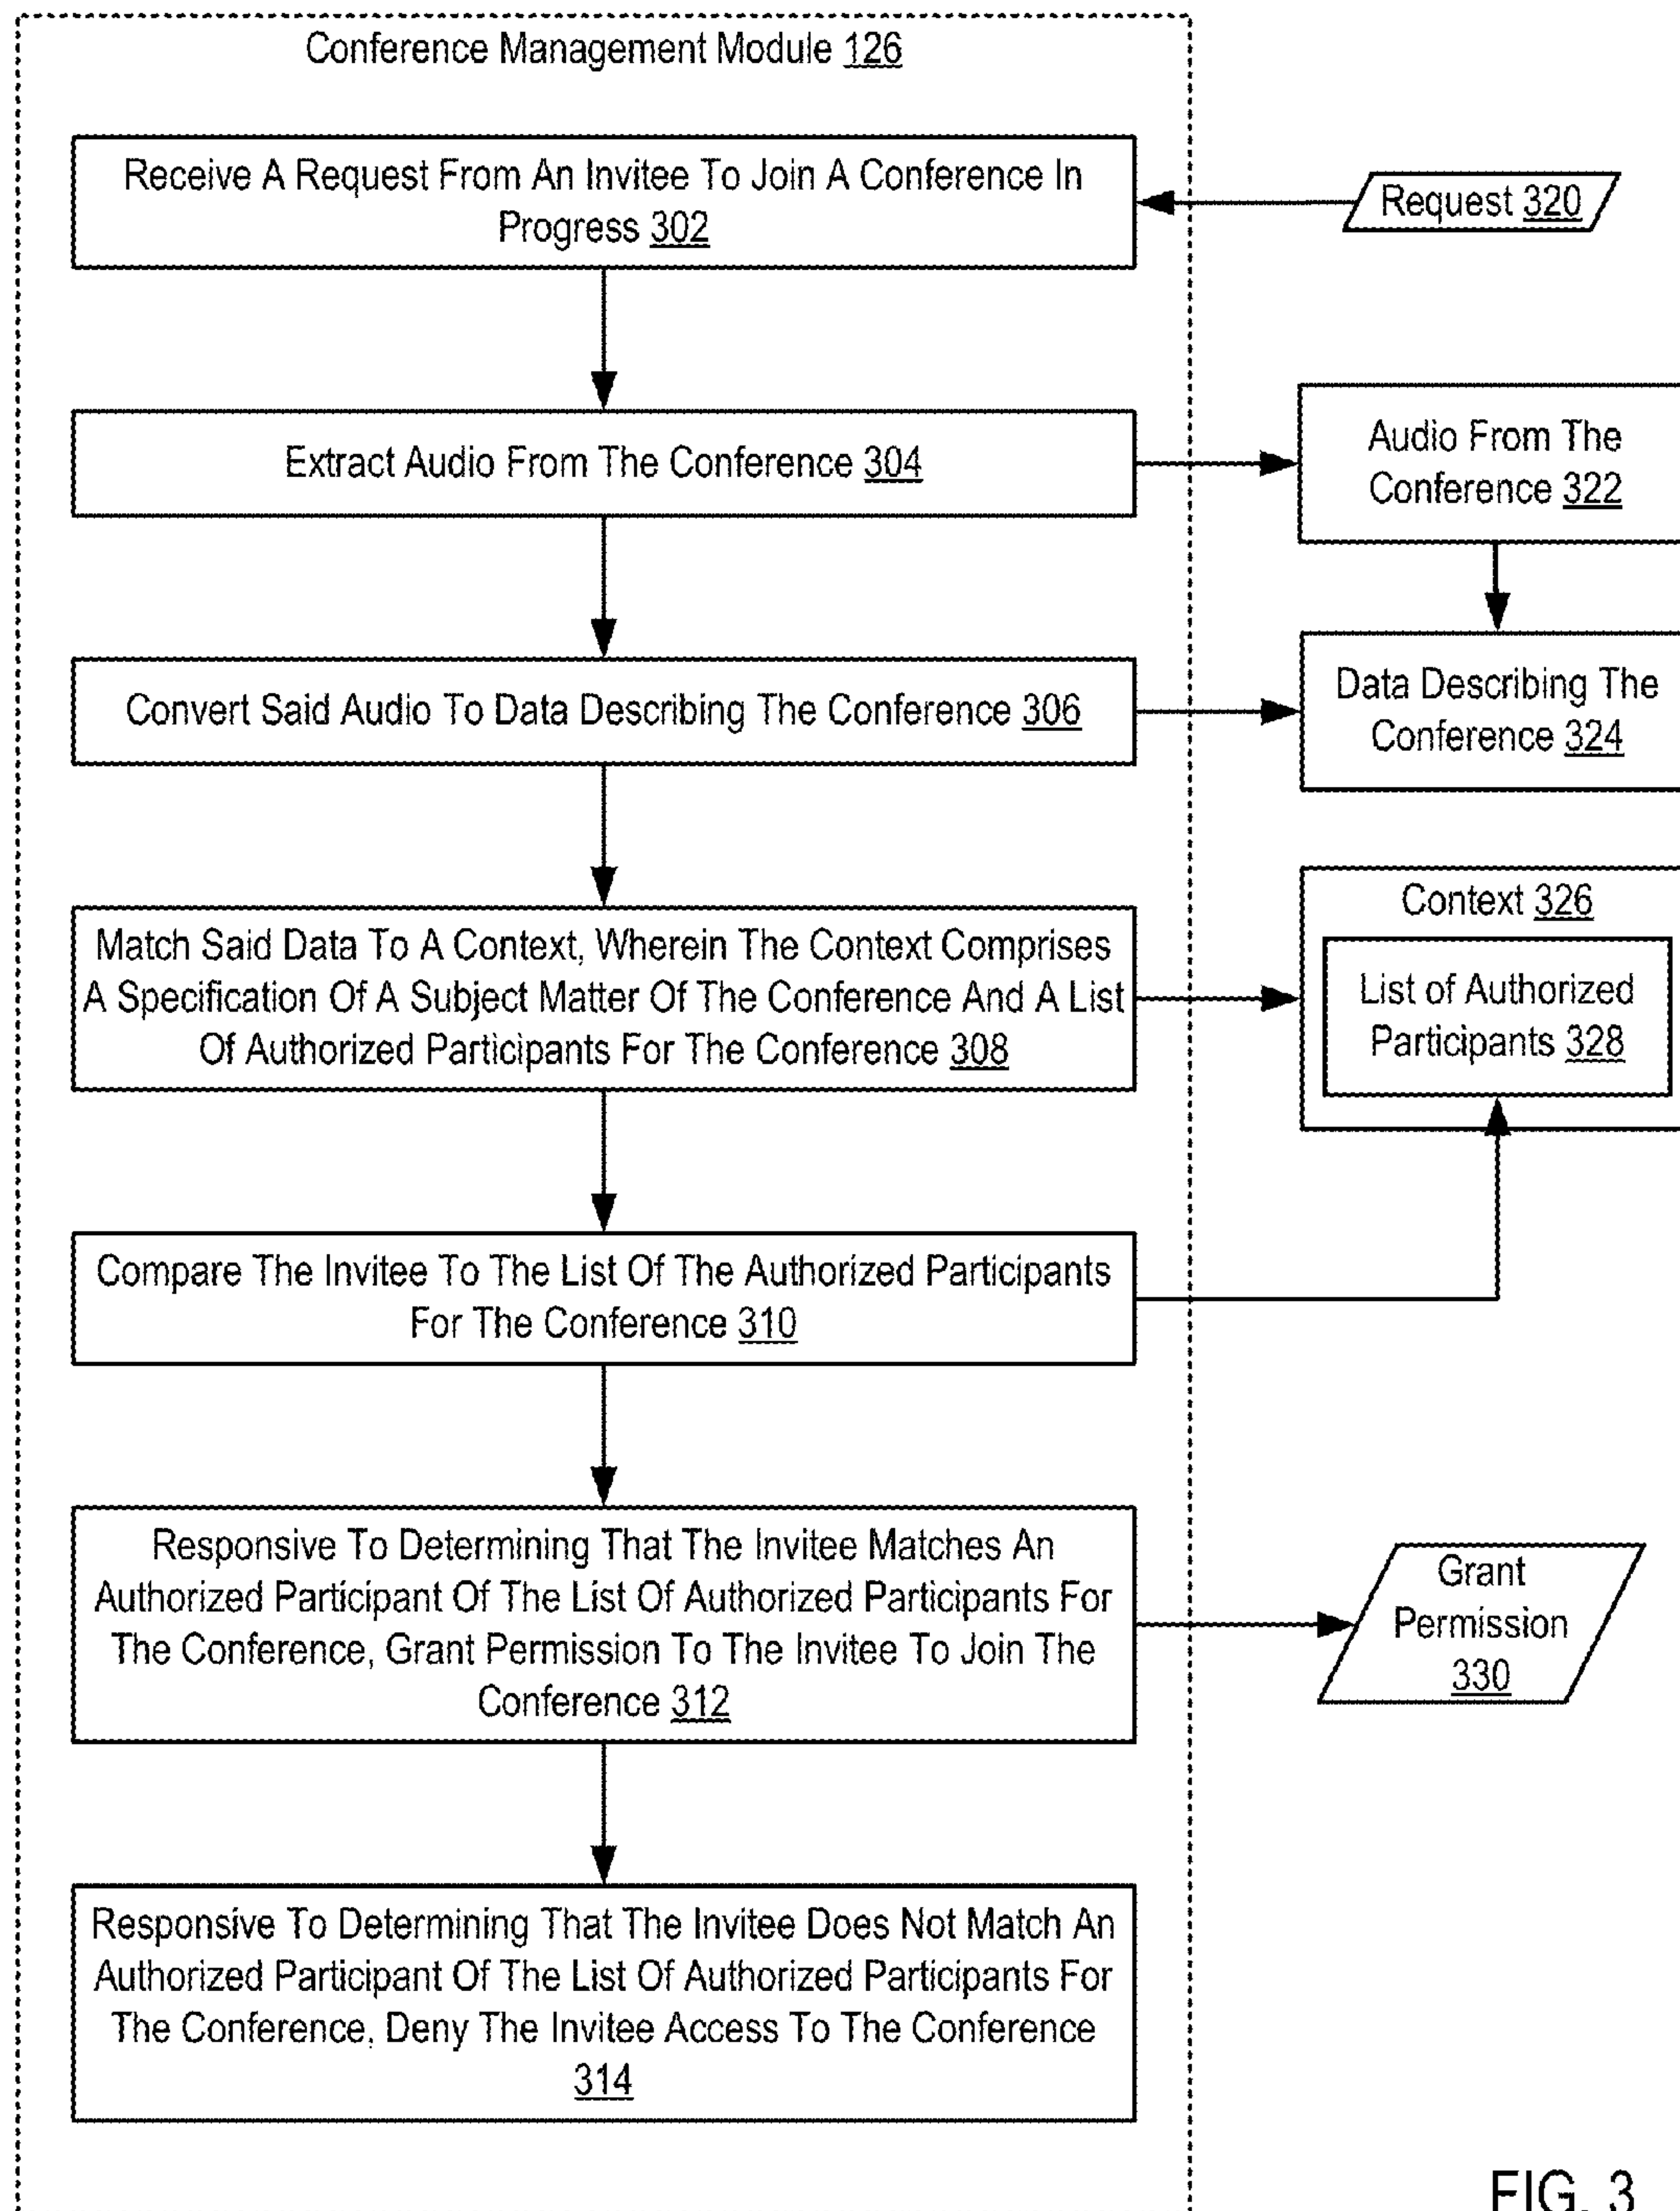 Conference Management Module 126
Receive A Request From An Invitee To Join A Conference In
Progress 302
Request 320
Extract Audio From The Conference 304
Audio From The
Conference 322
Convert Said Audio To Data Describing The Conference 306
Data Describing The
Conference 324
Match Said Data To A Context, Wherein The Context Comprises
A Specification Of A Subject Matter Of The Conference And A List
Of Authorized Participants For The Conference 308
Context 326
List of Authorized
Participants 328
Compare The Invitee To The List Of The Authorized Participants
For The Conference 310
Responsive To Determining That The Invitee Matches An
Authorized Participant Of The List Of Authorized Participants For
The Conference, Grant Permission To The Invitee To Join The
Conference 312
Grant
Permission
330
Responsive To Determining That The Invitee Does Not Match An
Authorized Participant Of The List Of Authorized Participants For
The Conference, Deny The Invitee Access To The Conference
314
FIG. 3